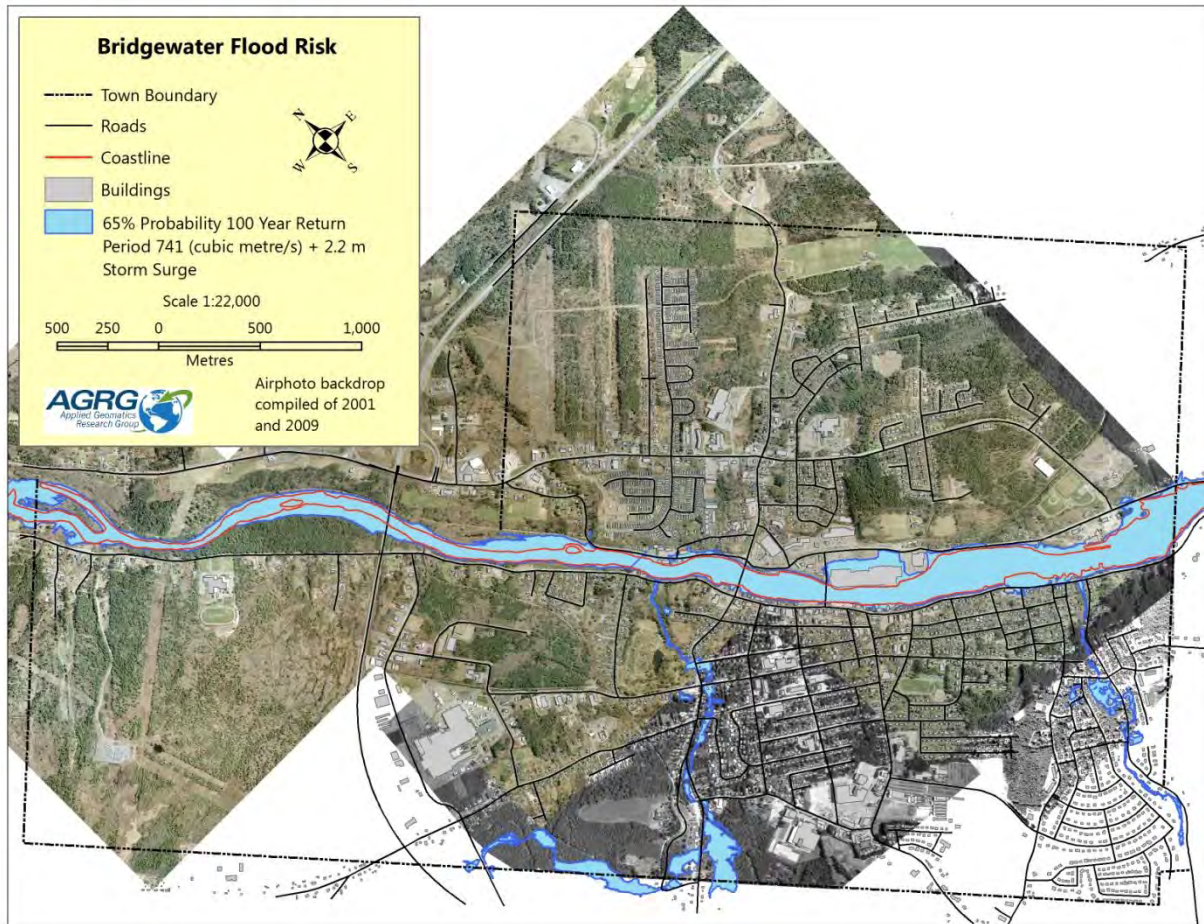 Bridgewater Flood Risk
Town Boundary
Roads
Coastline
Buildings
65% Probability 100 Year Return
Period 741 (cubic metre/s) + 2.2 m
Storm Surge
N
E
W
S
Scale 1:22,000
500 250 0 500 1,000
Metres
AGRG
Applied Geomatics
Research Group
Airphoto backdrop
compiled of 2001
and 2009